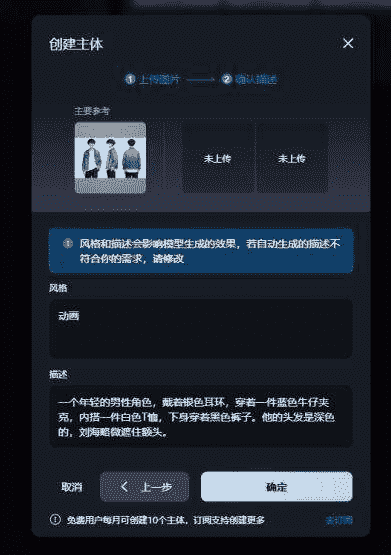 创建主体
1 上传图片 2 确认描述
主要参考
未上传 未上传
风格和描述会影响模型生成的效果，若自动生成的描述不
符合你的需求，请修改
风格
动画
描述
一个年轻的男性角色，戴着银色耳环，穿着一件蓝色牛仔夹
克，内搭一件白色T恤，下身穿着黑色裤子。他的头发是深色
的，刘海略微遮住额头。
取消 上一步 确定
免费用户每月可创建10个主体，订阅支持创建更多 去订阅